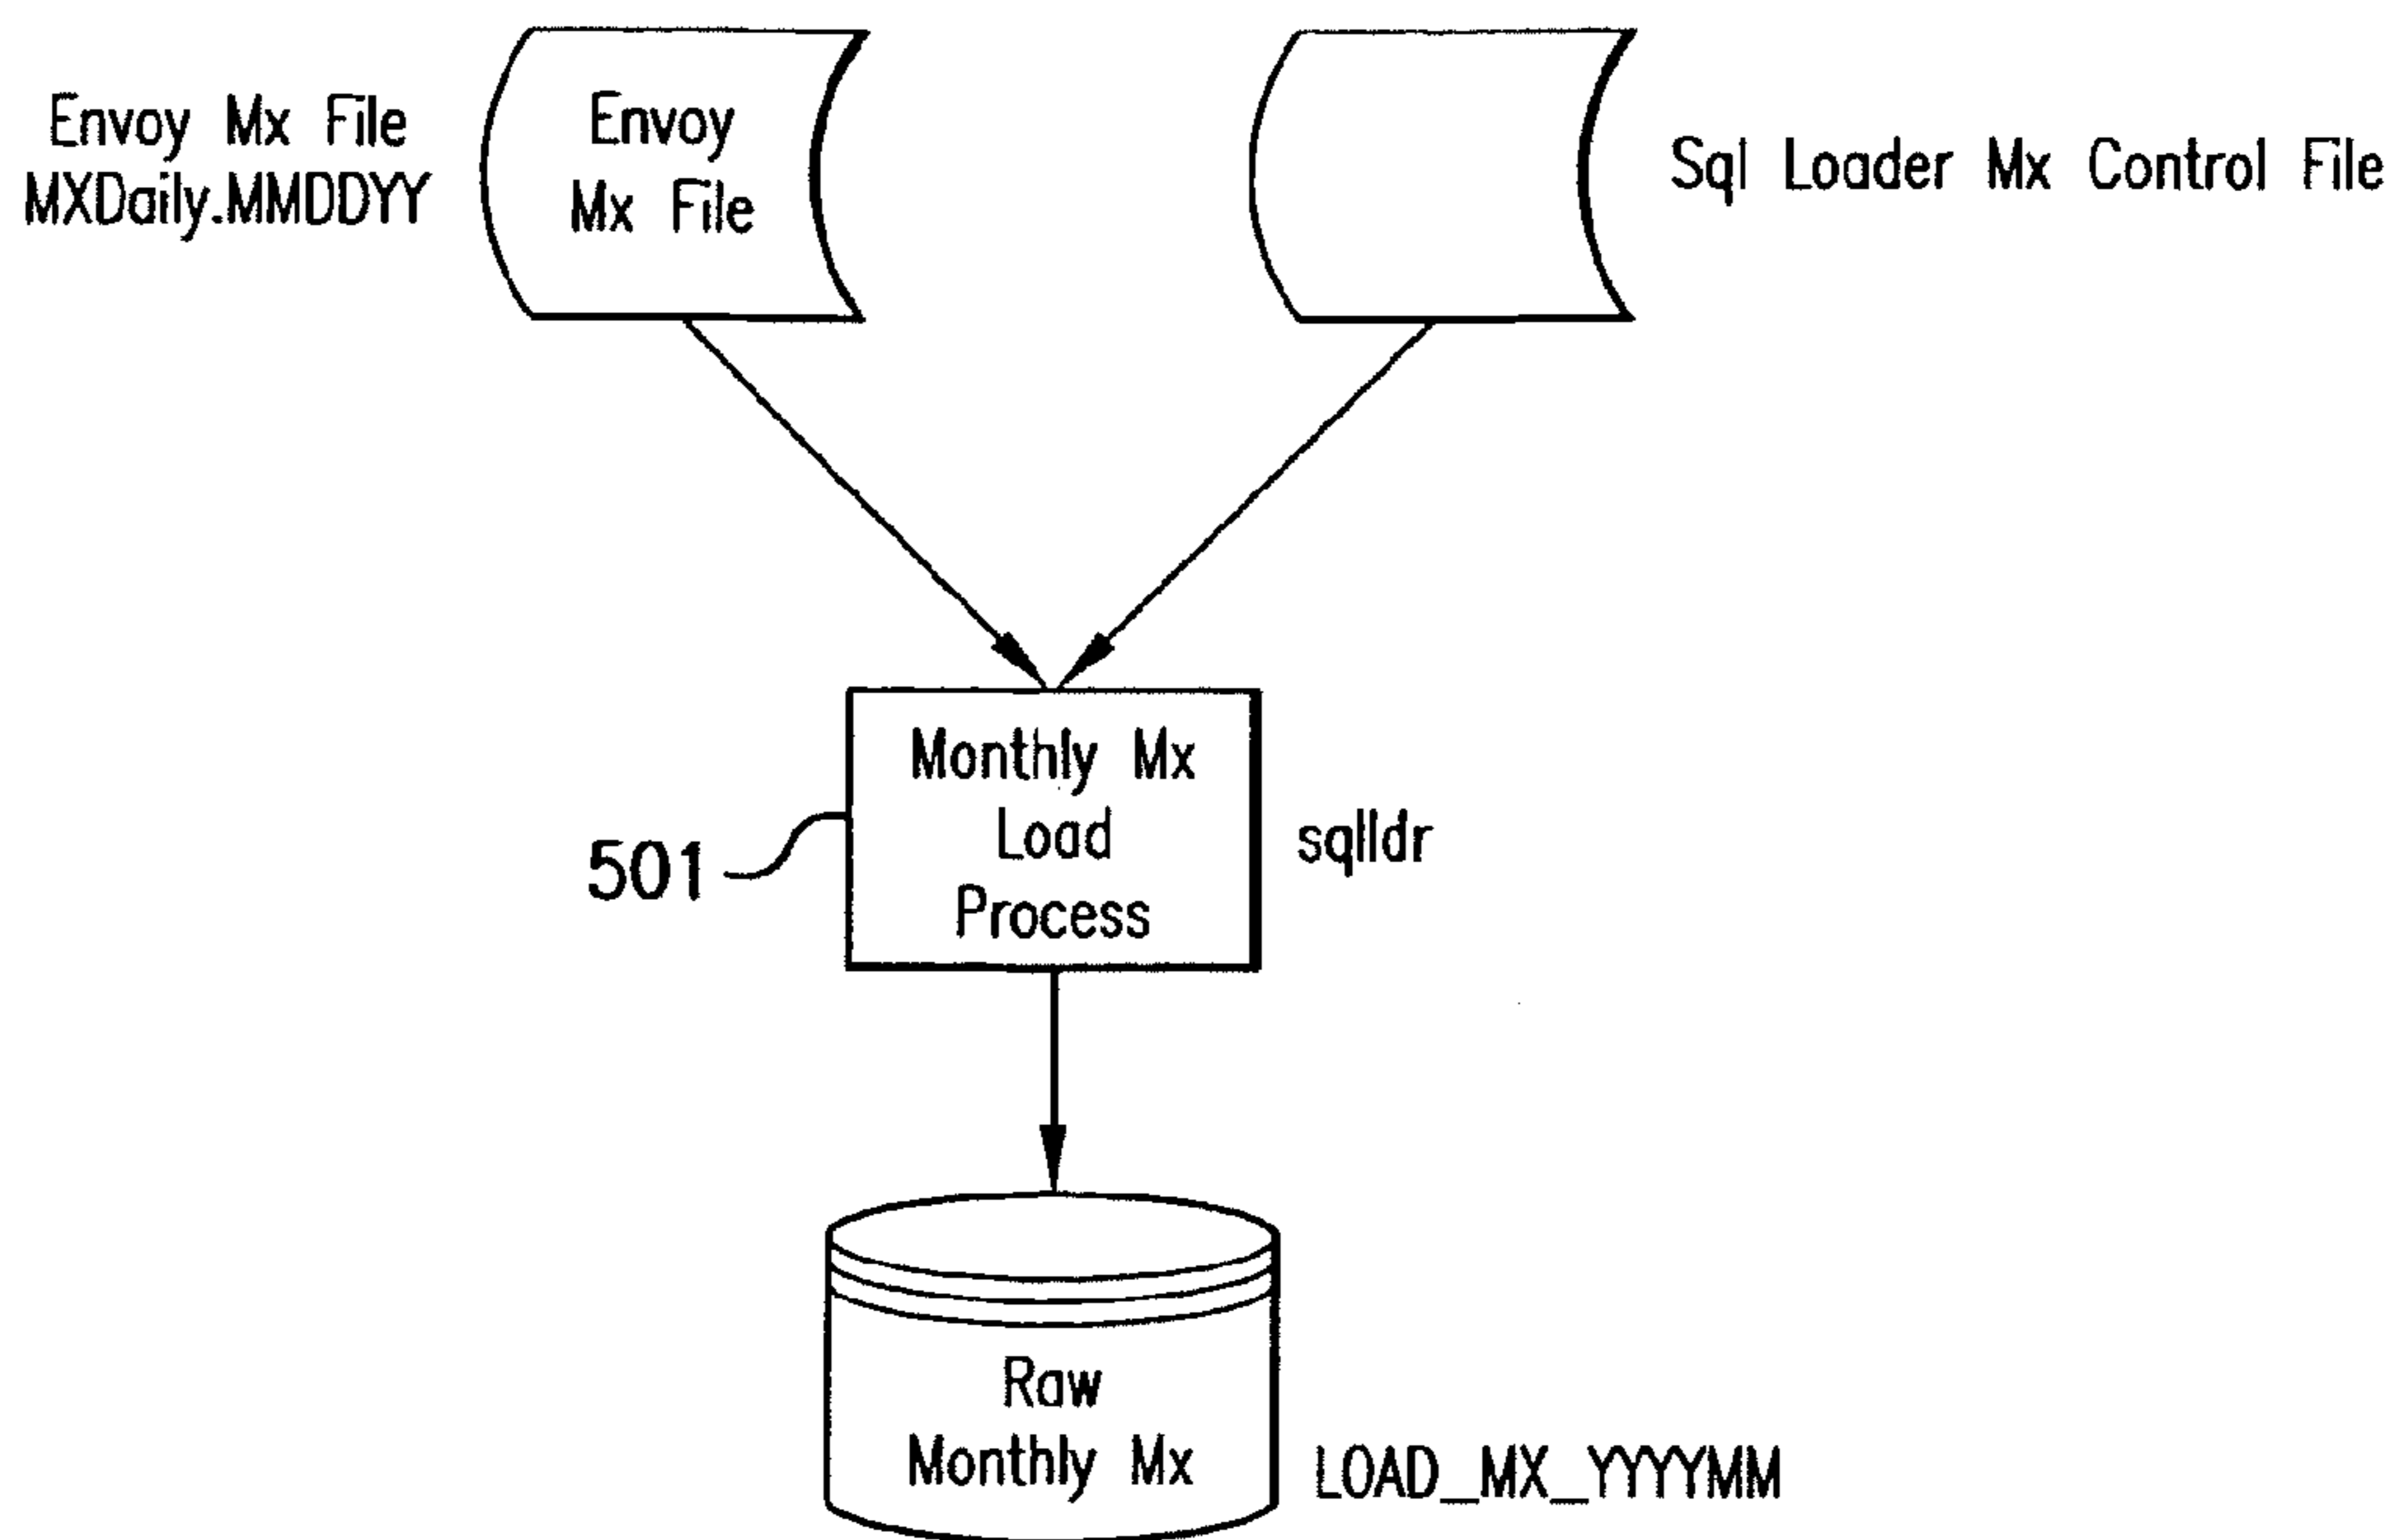 Envoy Mx File
MXDaily.MMDDYY
Envoy
Mx File
Sql Loader Mx Control File
Monthly Mx
Load
Process
501
sqlldr
Raw
Monthly Mx
LOAD_MX_YYYYMM